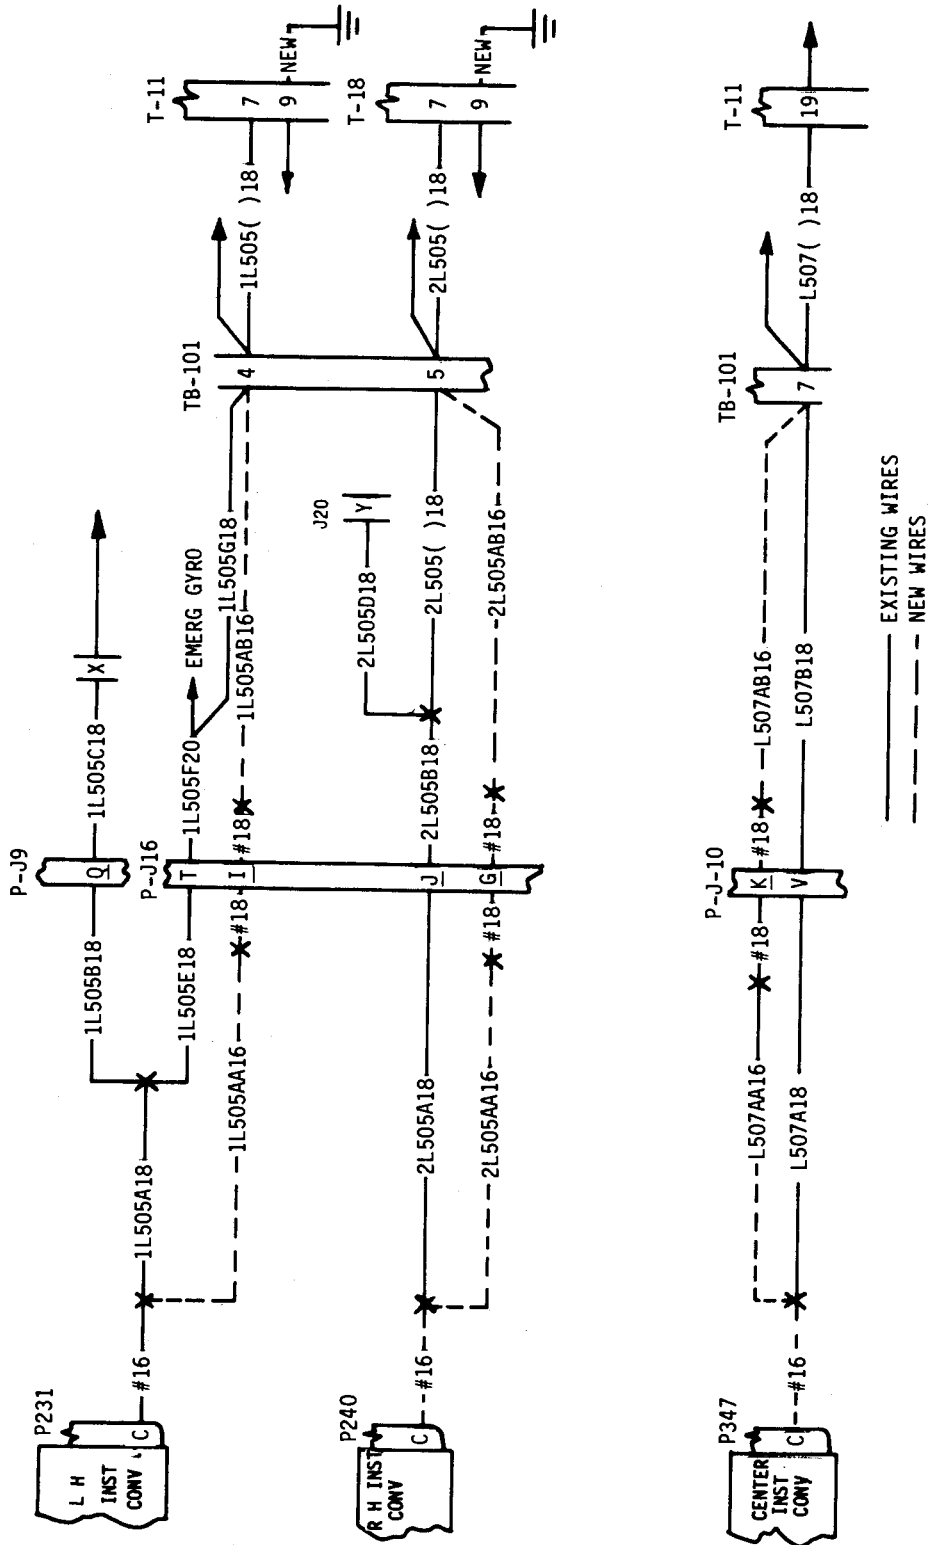 L H
INST
CONV
P231
C
#16
1L505A18
1L505B18
P-J9
Q
1L505C18
X
1L505E18
P-J16
T
1L505F20
EMERG GYRO
1L505G18
1L505AA16
#18
I
#18
1L505AB16
TB-101
4
1L505( )18
T-11
7
9
NEW
R H INST
CONV
P240
C
#16
2L505A18
J
2L505B18
2L505D18
J20
Y
2L505( )18
5
2L505( )18
T-18
7
9
NEW
2L505AA16
#18
G
#18
2L505AB16
CENTER
INST
CONV
P347
C
#16
L507AA16
#18
P-J-10
K
#18
L507AB16
L507A18
V
L507B18
TB-101
7
L507( )18
T-11
19
EXISTING WIRES
NEW WIRES